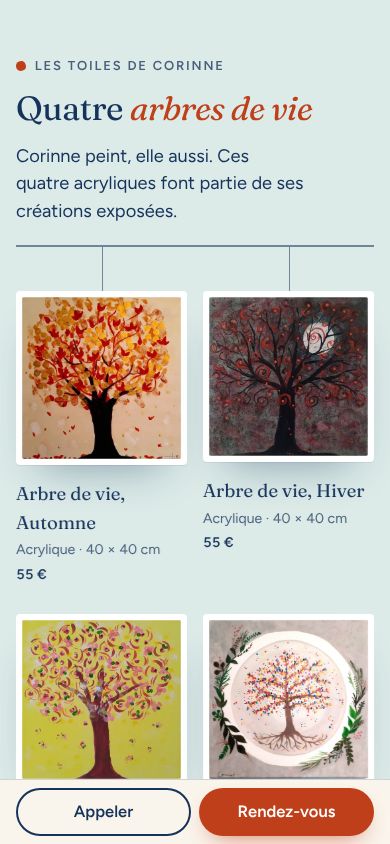 LES TOILES DE CORINNE
Quatre arbres de vie
Corinne peint, elle aussi. Ces
quatre acryliques font partie de ses
créations exposées.
Arbre de vie,
Automne
Acrylique · 40 × 40 cm
55 €
Arbre de vie, Hiver
Acrylique · 40 × 40 cm
55 €
Appeler
Rendez-vous